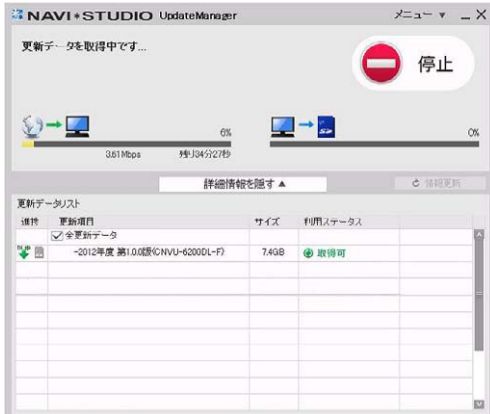 NAVI*STUDIO UpdateManager
メニュー ▼
更新データを取得中です...
停止
6%
0%
3.61Mbps 残り34分27秒
詳細情報を隠す ▲
情報更新
更新データリスト
進捗 更新項目 サイズ 利用ステータス
全更新データ
-2012年度 第1.0.0版(CNVU-6200DL-F) 7.4GB 取得可